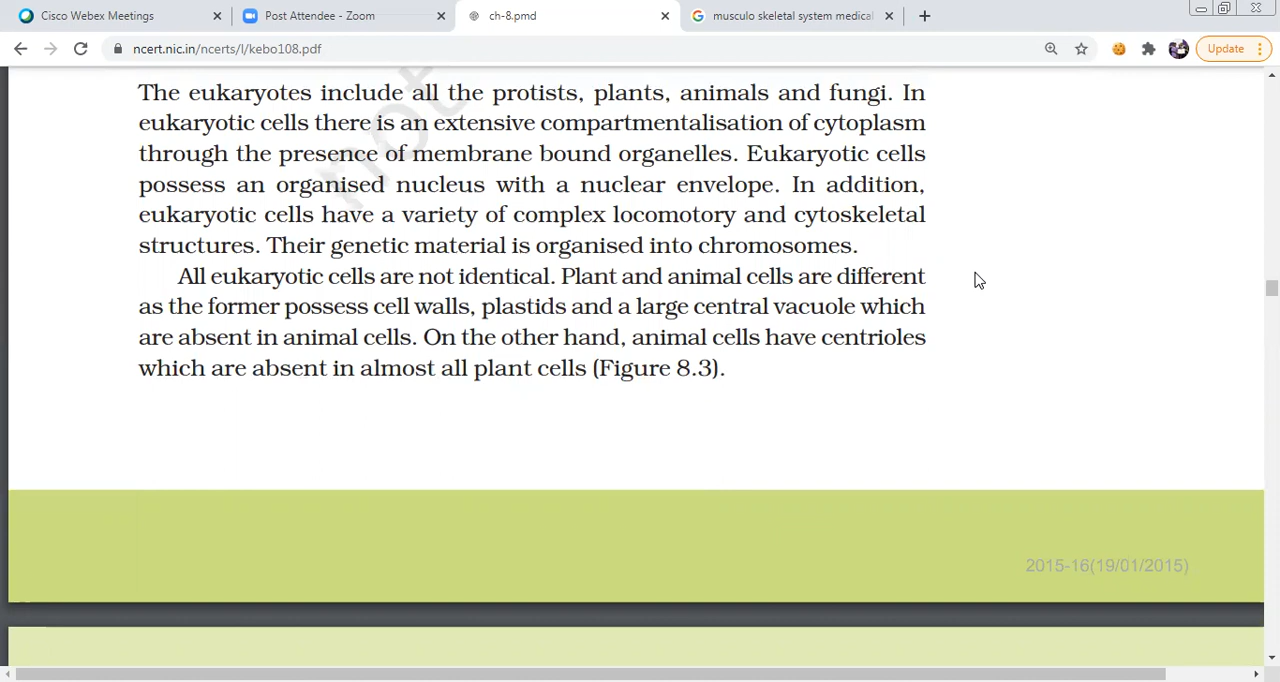 Cisco Webex Meetings
Post Attendee - Zoom
ch-8.pmd
musculo skeletal system medical
ncert.nic.in/ncerts/l/kebo108.pdf
Update
not
The eukaryotes include all the protists, plants, animals and fungi. In
eukaryotic cells there is an extensive compartmentalisation of cytoplasm
through the presence of membrane bound organelles. Eukaryotic cells
possess an organised nucleus with a nuclear envelope. In addition,
eukaryotic cells have a variety of complex locomotory and cytoskeletal
structures. Their genetic material is organised into chromosomes.
All eukaryotic cells are not identical. Plant and animal cells are different
as the former possess cell walls, plastids and a large central vacuole which
are absent in animal cells. On the other hand, animal cells have centrioles
which are absent in almost all plant cells (Figure 8.3).
2015-16(19/01/2015)